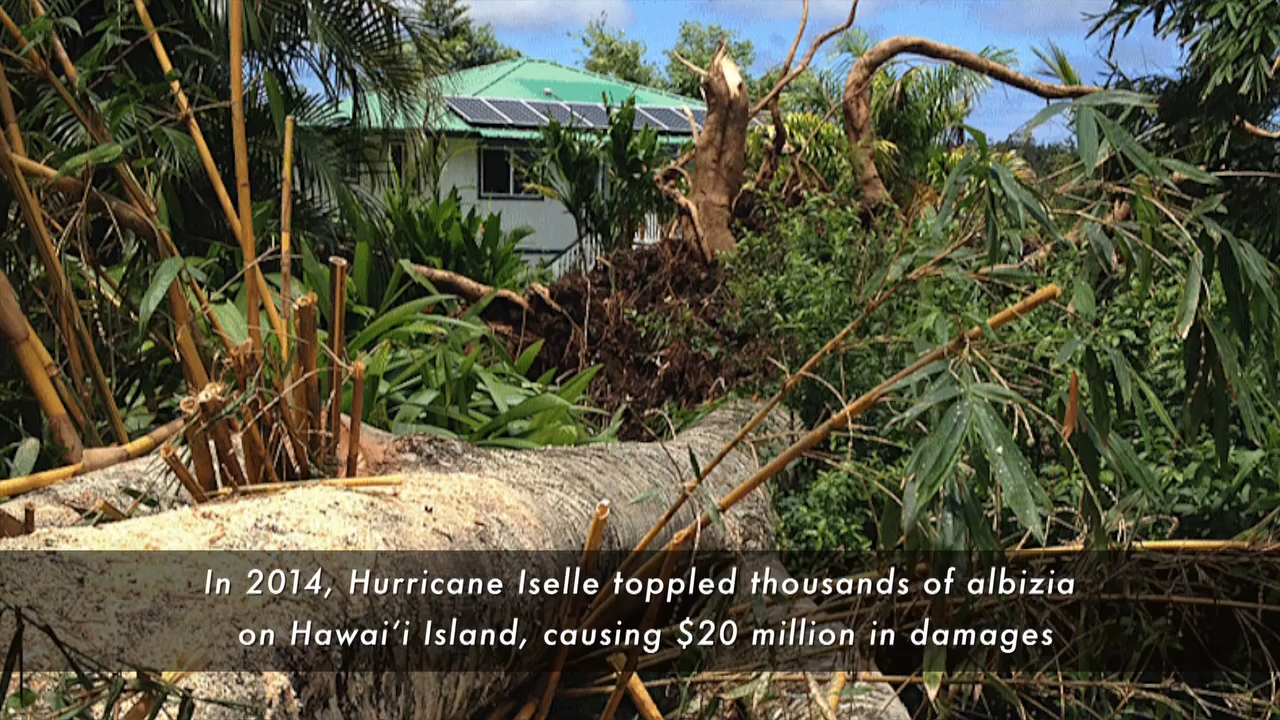 In 2014, Hurricane Iselle toppled thousands of albizia
on Hawai‘i Island, causing $20 million in damages